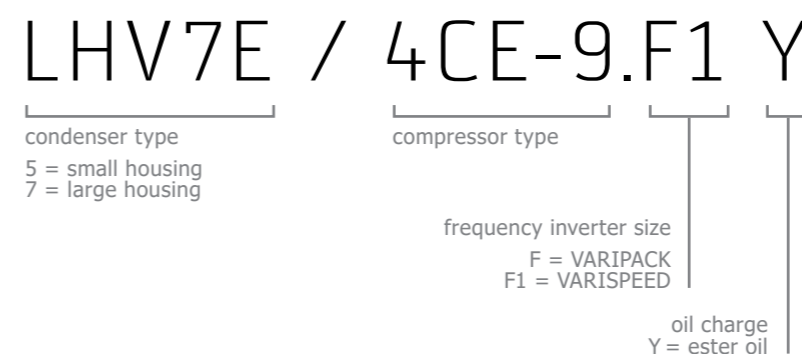 LHV7E / 4CE-9.F1 Y
condenser type
5 = small housing
7 = large housing
compressor type
frequency inverter size
F = VARIPACK
F1 = VARISPEED
oil charge
Y = ester oil